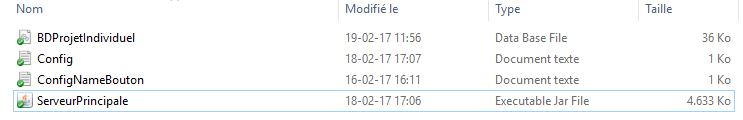 Nom Modifié le Type Taille
BDProjetIndividuel 19-02-17 11:56 Data Base File 36 Ko
Config 18-02-17 17:07 Document texte 1 Ko
ConfigNameBouton 16-02-17 16:11 Document texte 1 Ko
ServeurPrincipale 18-02-17 17:06 Executable Jar File 4.633 Ko